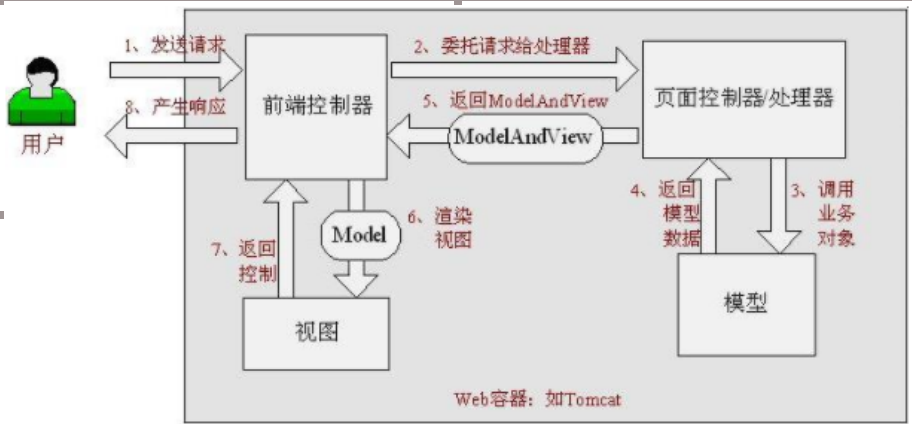 1、发送请求
2、委托请求给处理器
用户
前端控制器
页面控制器/处理器
8、产生响应
5、返回ModelAndView
ModelAndView
4、返回
模型
数据
3、调用
业务
对象
Model
6、渲染
视图
7、返回
控制
视图
模型
Web容器：如Tomcat